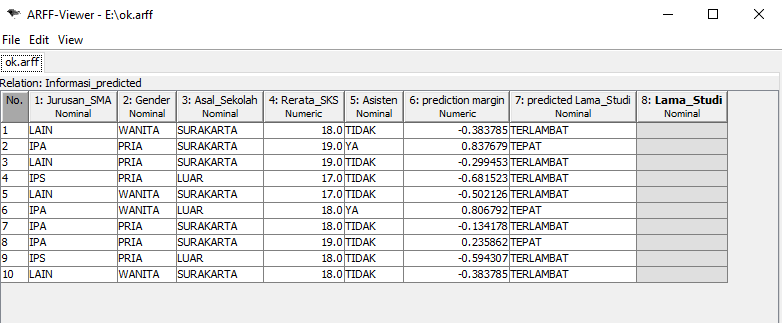 ARFF-Viewer - E:\ok.arff
File Edit View
ok.arff
Relation: Informasi_predicted
No. 1: Jurusan_SMA 2: Gender 3: Asal_Sekolah 4: Rerata_SKS 5: Asisten 6: prediction margin 7: predicted Lama_Studi 8: Lama_Studi
Nominal Nominal Nominal Numeric Nominal Numeric Nominal Nominal
1 LAIN WANITA SURAKARTA 18.0 TIDAK -0.383785 TERLAMBAT
2 IPA PRIA SURAKARTA 19.0 YA 0.837679 TEPAT
3 LAIN PRIA SURAKARTA 19.0 TIDAK -0.299453 TERLAMBAT
4 IPS PRIA LUAR 17.0 TIDAK -0.681523 TERLAMBAT
5 LAIN WANITA SURAKARTA 17.0 TIDAK -0.502126 TERLAMBAT
6 IPA WANITA LUAR 18.0 YA 0.806792 TEPAT
7 IPA PRIA SURAKARTA 18.0 TIDAK -0.134178 TERLAMBAT
8 IPA PRIA SURAKARTA 19.0 TIDAK 0.235862 TEPAT
9 IPS PRIA LUAR 18.0 TIDAK -0.594307 TERLAMBAT
10 LAIN WANITA SURAKARTA 18.0 TIDAK -0.383785 TERLAMBAT